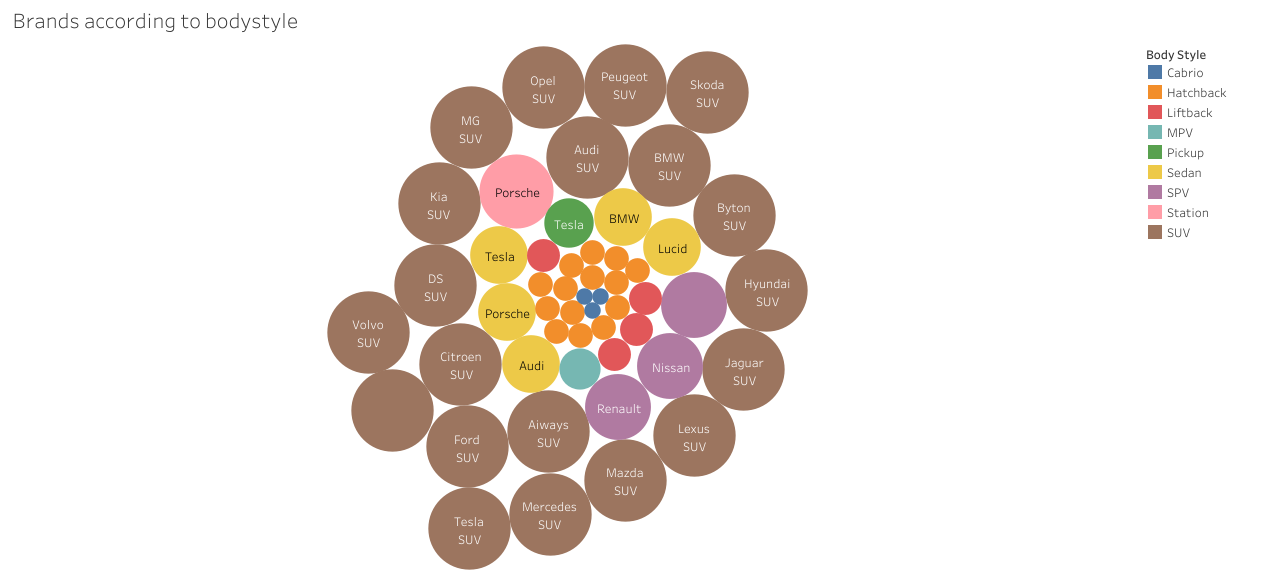 Brands according to bodystyle
Opel
SUV
Peugeot
SUV
Skoda
SUV
MG
SUV
Audi
SUV
BMW
SUV
Kia
SUV
Porsche
Tesla
BMW
Byton
SUV
Tesla
Lucid
DS
SUV
Hyundai
SUV
Volvo
SUV
Porsche
Citroen
SUV
Audi
Nissan
Jaguar
SUV
Renault
Ford
SUV
Aiways
SUV
Lexus
SUV
Mazda
SUV
Tesla
SUV
Mercedes
SUV
Body Style
Cabrio
Hatchback
Liftback
MPV
Pickup
Sedan
SPV
Station
SUV